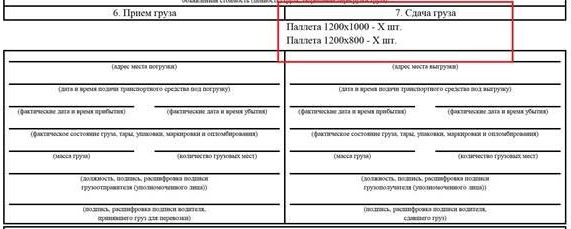 6. Прием груза
7. Сдача груза
Паллета 1200х1000 - X шт.
Паллета 1200х800 - X шт.
(адрес места погрузки)
(адрес места выгрузки)
(дата и время подачи транспортного средства под погрузку)
(дата и время подачи транспортного средства под выгрузку)
(фактические дата и время прибытия)
(фактические дата и время убытия)
(фактические дата и время прибытия)
(фактические дата и время убытия)
(фактическое состояние груза, тары, упаковки, маркировки и опломбирования)
(фактическое состояние груза, тары, упаковки, маркировки и опломбирования)
(масса груза)
(количество грузовых мест)
(масса груза)
(количество грузовых мест)
(должность, подпись, расшифровка подписи
грузоотправителя (уполномоченного лица))
(должность, подпись, расшифровка подписи
грузополучателя (уполномоченного лица))
(подпись, расшифровка подписи водителя,
принявшего груз для перевозки)
(подпись, расшифровка подписи водителя,
сдавшего груз)